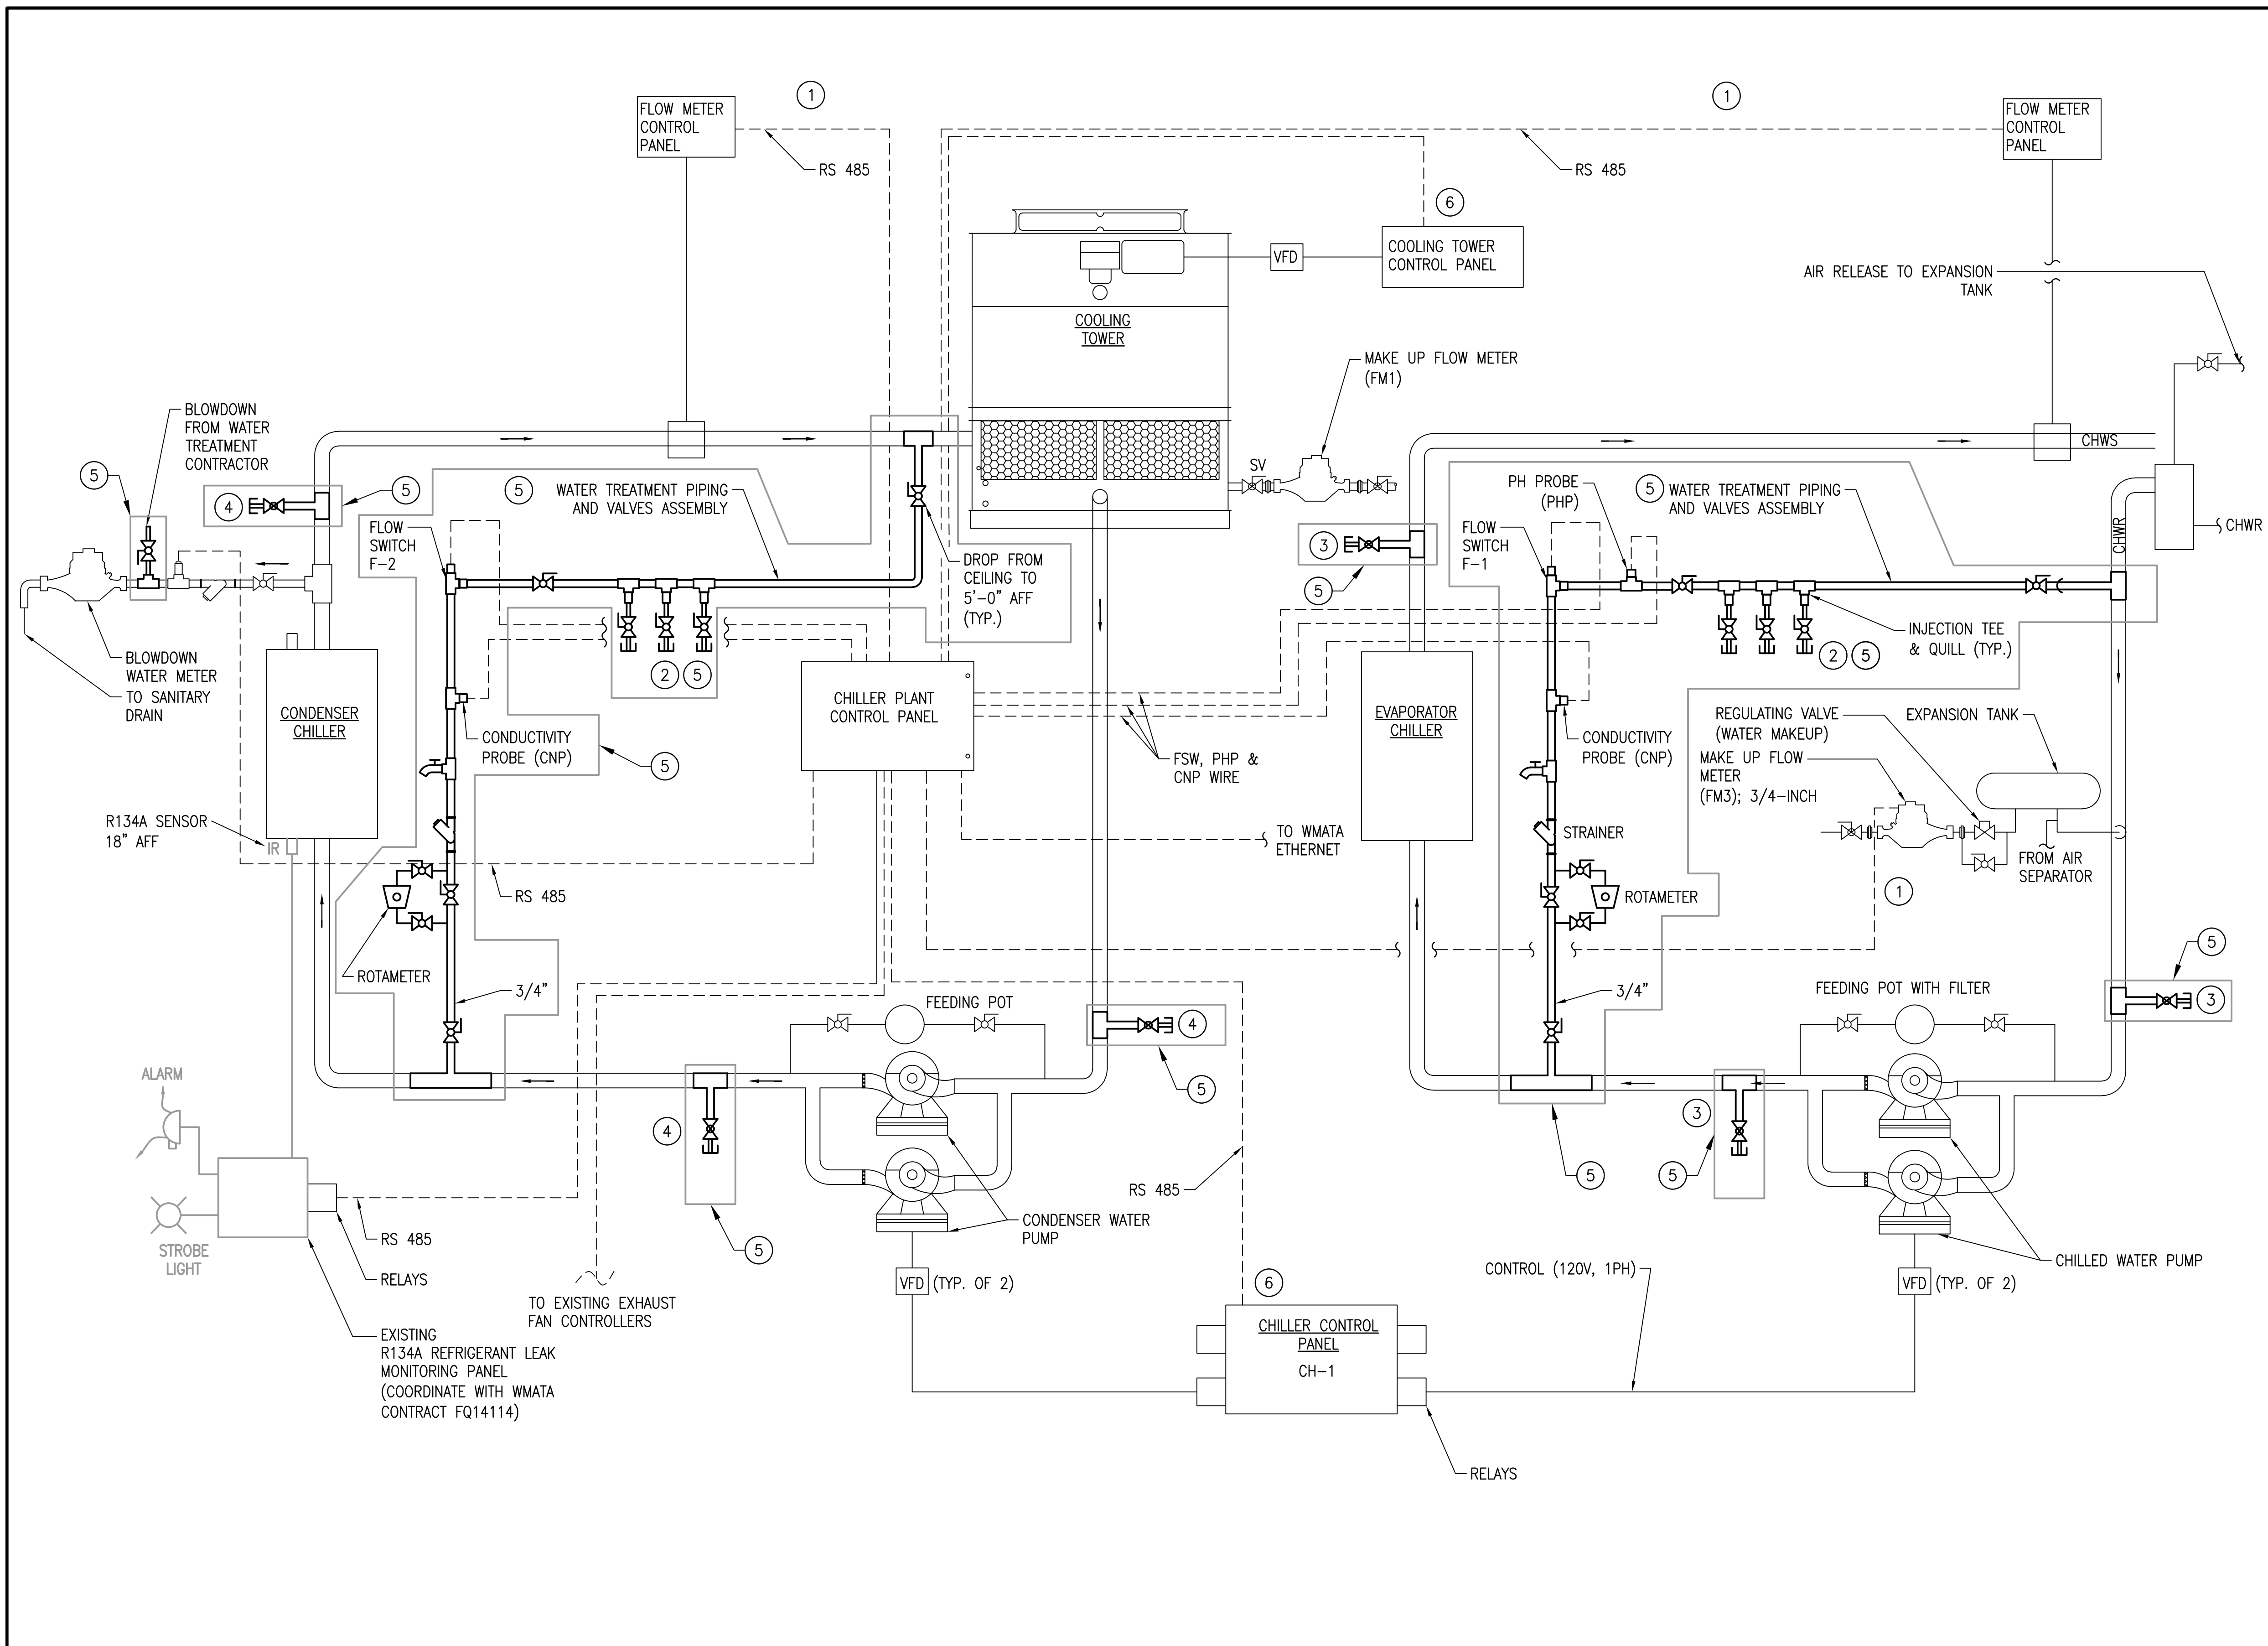 1
1
FLOW METER
CONTROL
PANEL
FLOW METER
CONTROL
PANEL
RS 485
RS 485
6
COOLING TOWER
CONTROL PANEL
VFD
AIR RELEASE TO EXPANSION
TANK
COOLING
TOWER
MAKE UP FLOW METER
(FM1)
BLOWDOWN
FROM WATER
TREATMENT
CONTRACTOR
CHWS
SV
5
4
5
5
WATER TREATMENT PIPING
AND VALVES ASSEMBLY
PH PROBE
(PHP)
5
WATER TREATMENT PIPING
AND VALVES ASSEMBLY
FLOW
SWITCH
F-2
FLOW
SWITCH
F-1
CHWR
CHWR
3
5
DROP FROM
CEILING TO
5'-0" AFF
(TYP.)
INJECTION TEE
& QUILL (TYP.)
2
5
2
5
BLOWDOWN
WATER METER
TO SANITARY
DRAIN
CONDENSER
CHILLER
CHILLER PLANT
CONTROL PANEL
EVAPORATOR
CHILLER
REGULATING VALVE
(WATER MAKEUP)
EXPANSION TANK
CONDUCTIVITY
PROBE (CNP)
5
FSW, PHP &
CNP WIRE
CONDUCTIVITY
PROBE (CNP)
MAKE UP FLOW
METER
(FM3); 3/4-INCH
R134A SENSOR
18" AFF
IR
TO WMATA
ETHERNET
STRAINER
FROM AIR
SEPARATOR
RS 485
ROTAMETER
1
ROTAMETER
5
3/4"
FEEDING POT
3/4"
FEEDING POT WITH FILTER
3
4
5
ALARM
4
3
5
5
5
RS 485
STROBE
LIGHT
RS 485
RELAYS
CONDENSER WATER
PUMP
5
CHILLED WATER PUMP
CONTROL (120V, 1PH)
VFD
(TYP. OF 2)
6
VFD
(TYP. OF 2)
TO EXISTING EXHAUST
FAN CONTROLLERS
CHILLER CONTROL
PANEL
CH-1
EXISTING
R134A REFRIGERANT LEAK
MONITORING PANEL
(COORDINATE WITH WMATA
CONTRACT FQ14114)
RELAYS